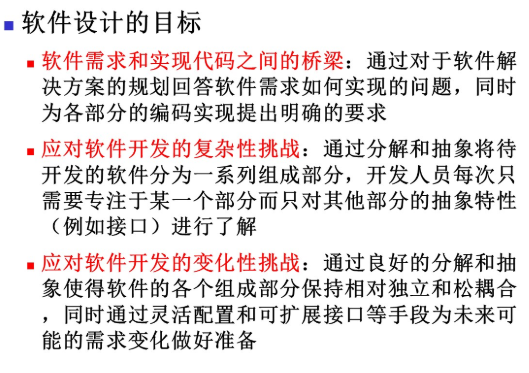 软件设计的目标
软件需求和实现代码之间的桥梁：通过对于软件解
决方案的规划回答软件需求如何实现的问题，同时
为各部分的编码实现提出明确的要求
应对软件开发的复杂性挑战：通过分解和抽象将待
开发的软件分为一系列组成部分，开发人员每次只
需要专注于某一个部分而只对其他部分的抽象特性
（例如接口）进行了解
应对软件开发的变化性挑战：通过良好的分解和抽
象使得软件的各个组成部分保持相对独立和松耦合
，同时通过灵活配置和可扩展接口等手段为未来可
能的需求变化做好准备